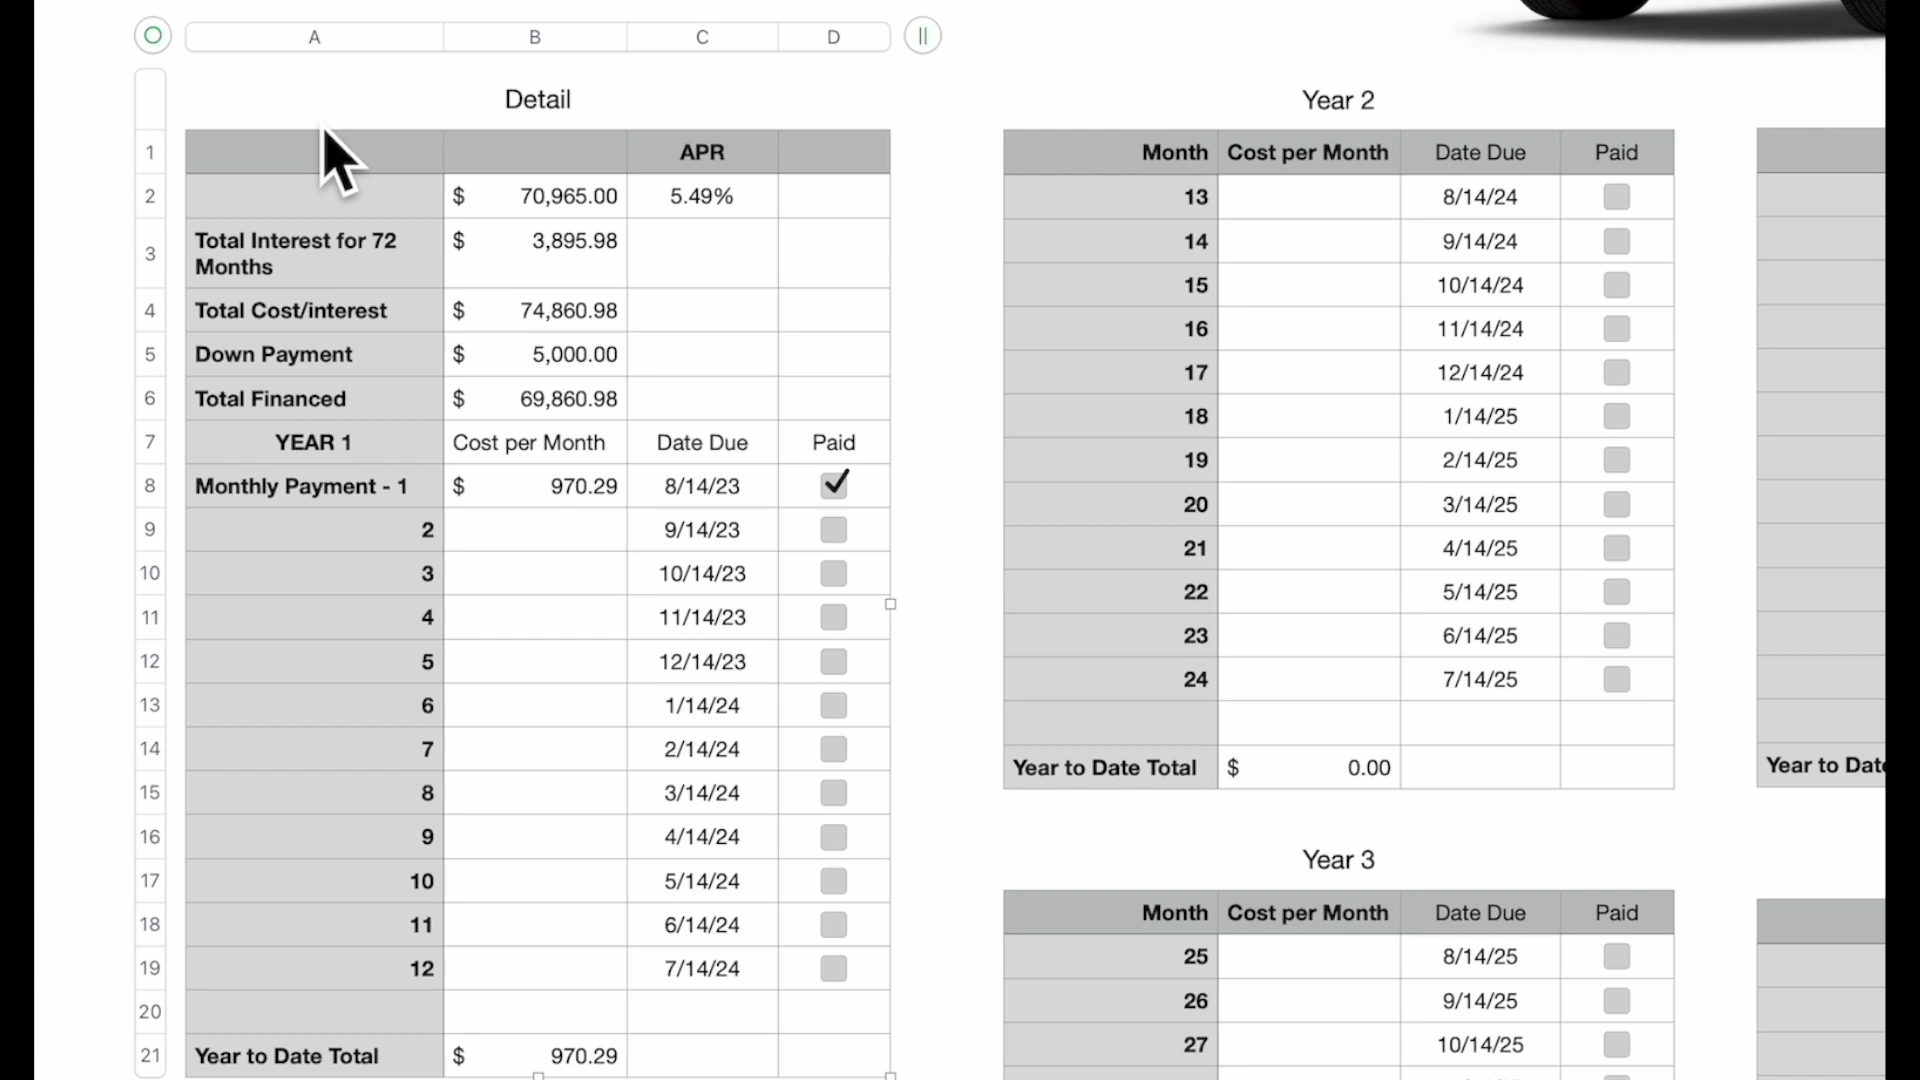 A B C D
Detail
1 APR
2 $ 70,965.00 5.49%
3 Total Interest for 72 $ 3,895.98
Months
4 Total Cost/interest $ 74,860.98
5 Down Payment $ 5,000.00
6 Total Financed $ 69,860.98
7 YEAR 1 Cost per Month Date Due Paid
8 Monthly Payment - 1 $ 970.29 8/14/23
9 2 9/14/23
10 3 10/14/23
11 4 11/14/23
12 5 12/14/23
13 6 1/14/24
14 7 2/14/24
15 8 3/14/24
16 9 4/14/24
17 10 5/14/24
18 11 6/14/24
19 12 7/14/24
20
21 Year to Date Total $ 970.29
Year 2
Month Cost per Month Date Due Paid
13 8/14/24
14 9/14/24
15 10/14/24
16 11/14/24
17 12/14/24
18 1/14/25
19 2/14/25
20 3/14/25
21 4/14/25
22 5/14/25
23 6/14/25
24 7/14/25
Year to Date Total $ 0.00
Year 3
Month Cost per Month Date Due Paid
25 8/14/25
26 9/14/25
27 10/14/25
Year to Dat